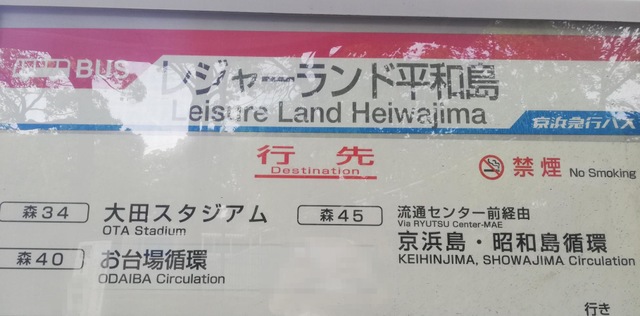 BUS
レジャーランド平和島
Leisure Land Heiwajima
京浜急行バス
行先
Destination
禁煙 No Smoking
森34 大田スタジアム
OTA Stadium
森40 お台場循環
ODAIBA Circulation
森45 流通センター前経由
Via RYUTSU Center-MAE
京浜島・昭和島循環
KEIHINJIMA, SHOWAJIMA Circulation
行き